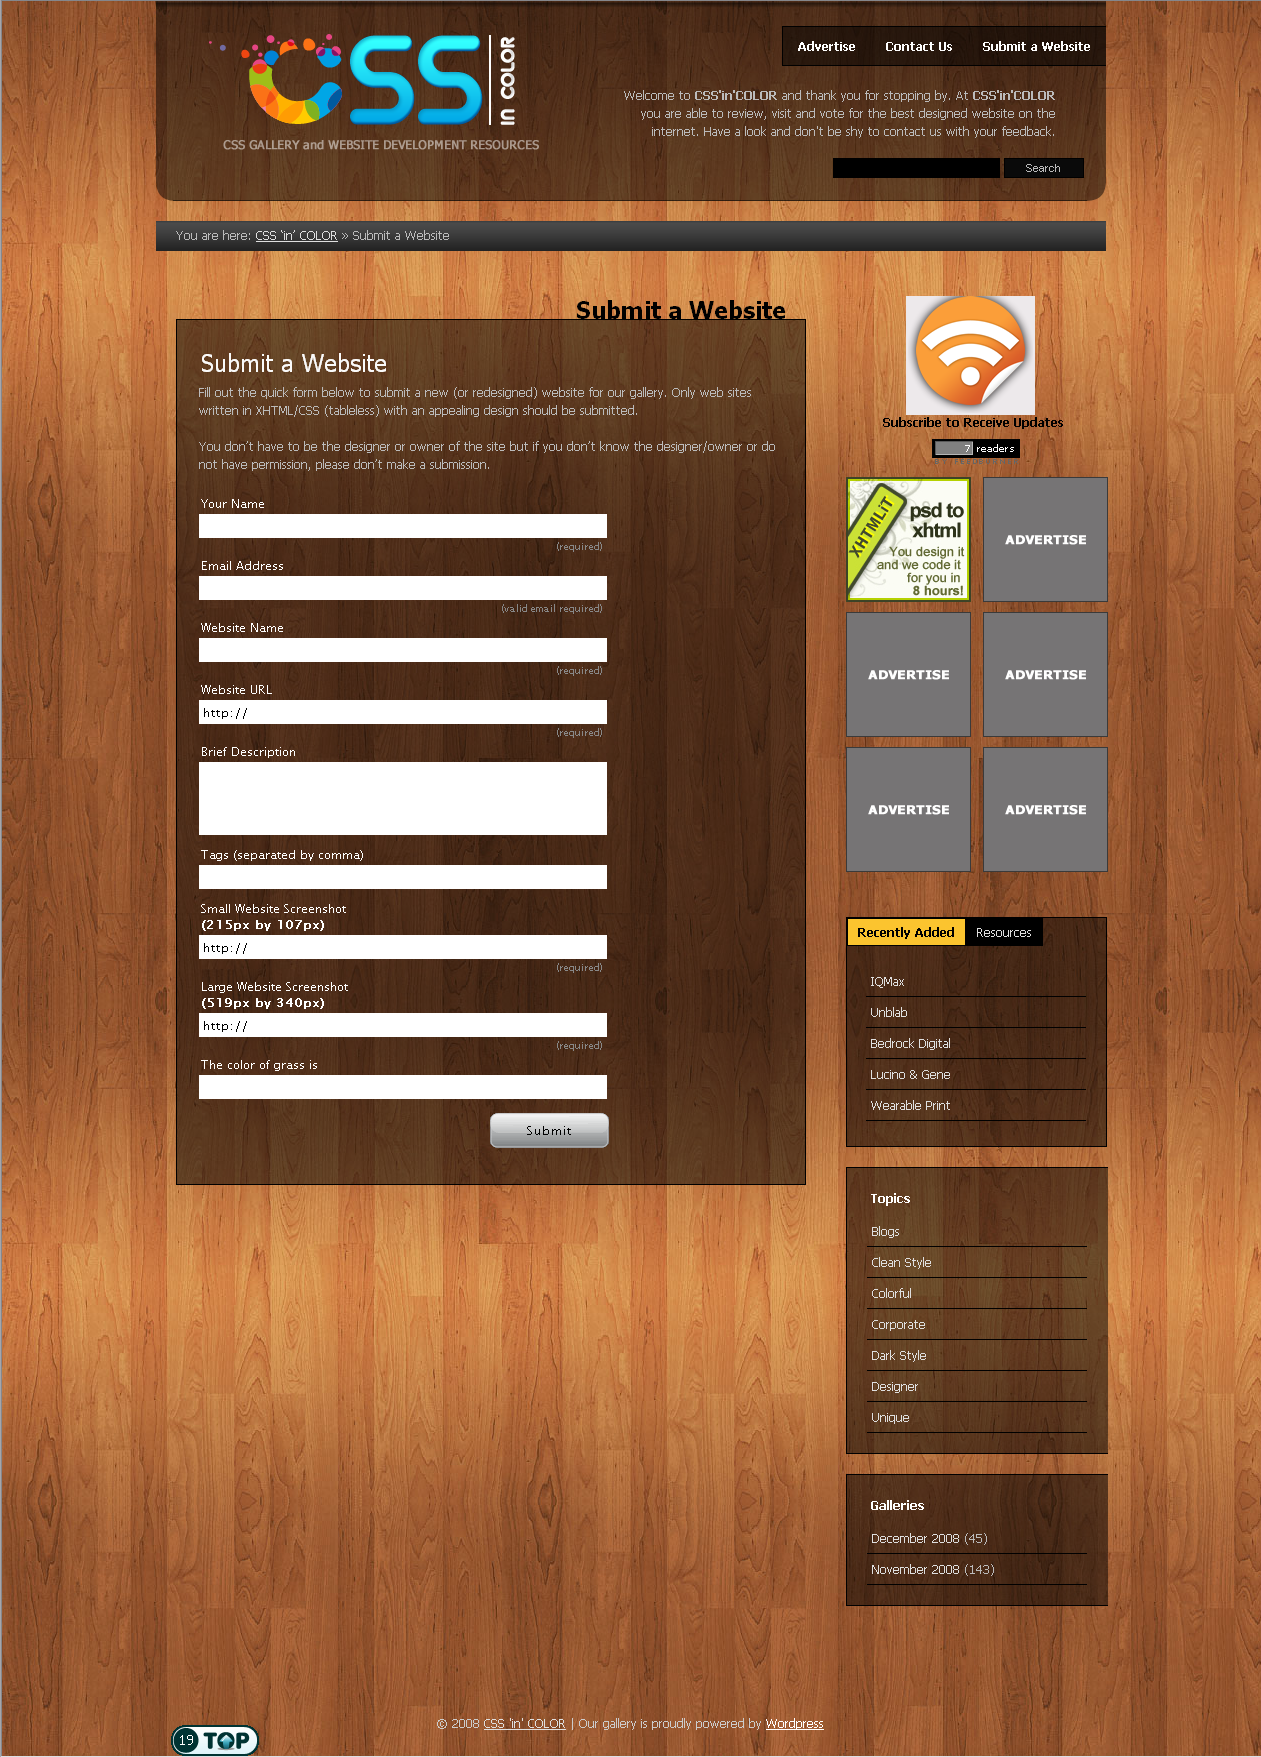 CSS in COLOR
CSS GALLERY and WEBSITE DEVELOPMENT RESOURCES
Advertise Contact Us Submit a Website
Welcome to CSS'in'COLOR and thank you for stopping by. At CSS'in'COLOR
you are able to review, visit and vote for the best designed website on the
internet. Have a look and don't be shy to contact us with your feedback.
Search
You are here: CSS 'in' COLOR » Submit a Website
Submit a Website
Submit a Website
Fill out the quick form below to submit a new (or redesigned) website for our gallery. Only web sites
written in XHTML/CSS (tableless) with an appealing design should be submitted.
You don't have to be the designer or owner of the site but if you don't know the designer/owner or do
not have permission, please don't make a submission.
Your Name
(required)
Email Address
(valid email required)
Website Name
(required)
Website URL
http://
(required)
Brief Description
Tags (separated by comma)
Small Website Screenshot
(215px by 107px)
http://
(required)
Large Website Screenshot
(519px by 340px)
http://
(required)
The color of grass is
Submit
Subscribe to Receive Updates
7 readers
XHTMLiT
psd to
xhtml
You design it
and we code it
for you in
8 hours!
ADVERTISE
ADVERTISE
ADVERTISE
ADVERTISE
ADVERTISE
Recently Added Resources
IQMax
Unblab
Bedrock Digital
Lucino & Gene
Wearable Print
Topics
Blogs
Clean Style
Colorful
Corporate
Dark Style
Designer
Unique
Galleries
December 2008 (45)
November 2008 (143)
© 2008 CSS 'in' COLOR | Our gallery is proudly powered by Wordpress
19 TOP